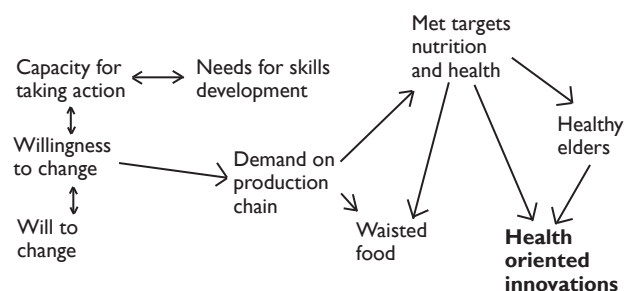 Met targets
nutrition
and health
Capacity for
taking action
Needs for skills
development
Healthy
elders
Willingness
to change
Demand on
production
chain
Will to
change
Waisted
food
Health
oriented
innovations